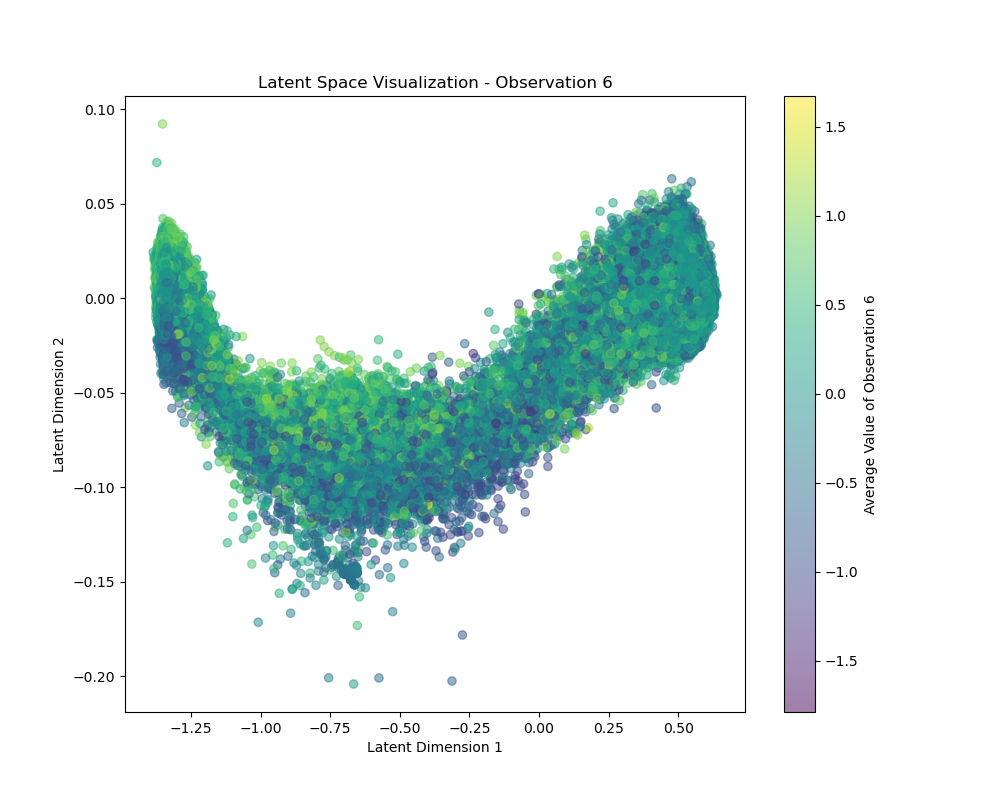 Latent Space Visualization - Observation 6
0.10
0.05
0.00
−0.05
−0.10
−0.15
−0.20
Latent Dimension 2
−1.25 −1.00 −0.75 −0.50 −0.25 0.00 0.25 0.50
Latent Dimension 1
1.5
1.0
0.5
0.0
−0.5
−1.0
−1.5
Average Value of Observation 6